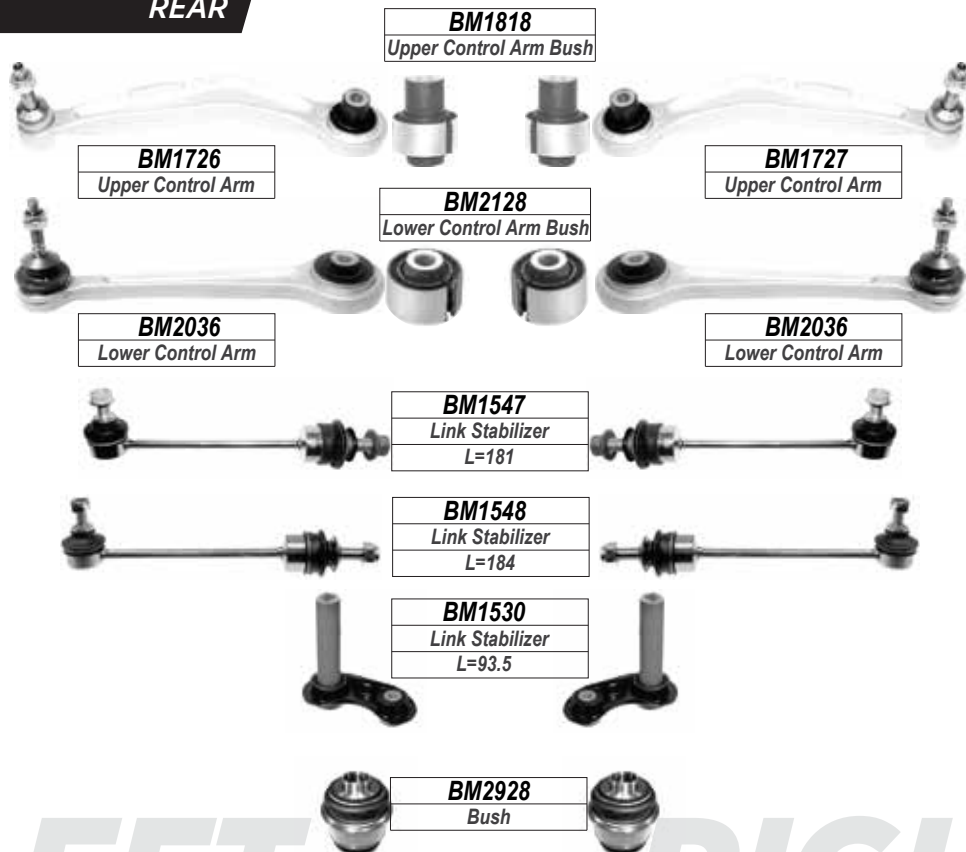 REAR
BM1818
Upper Control Arm Bush
BM1726
Upper Control Arm
BM1727
Upper Control Arm
BM2128
Lower Control Arm Bush
BM2036
Lower Control Arm
BM2036
Lower Control Arm
BM1547
Link Stabilizer
L=181
BM1548
Link Stabilizer
L=184
BM1530
Link Stabilizer
L=93.5
BM2928
Bush